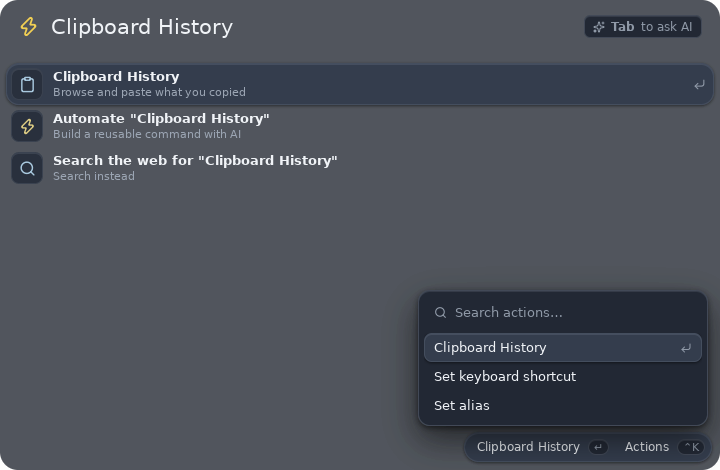 Clipboard History
Tab to ask AI
Clipboard History
Browse and paste what you copied
Automate "Clipboard History"
Build a reusable command with AI
Search the web for "Clipboard History"
Search instead
Search actions...
Clipboard History
Set keyboard shortcut
Set alias
Clipboard History ↵ Actions ^K